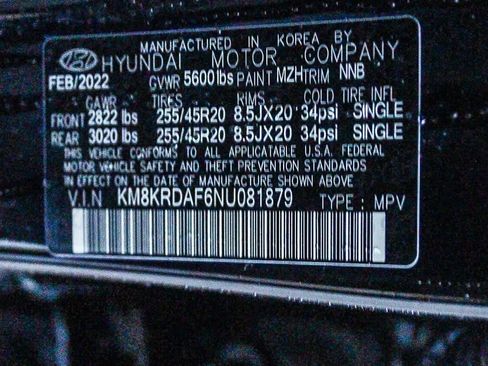 MANUFACTURED IN KOREA BY
HYUNDAI MOTOR COMPANY
FEB/2022 GVWR 5600 lbs PAINT MZH TRIM NNB
GAWR TIRES RIMS COLD TIRE INFL
FRONT 2822 lbs 255/45R20 8.5JX20 34psi SINGLE
REAR 3020 lbs 255/45R20 8.5JX20 34psi SINGLE
THIS VEHICLE CONFORMS TO ALL APPLICATABLE U.S.A. FEDERAL
MOTOR VEHICLE SAFETY AND THEFT PREVENTION STANDARDS
IN EFFECT ON THE DATE OF MANUFACTURE SHOWN ABOVE.
V.I.N KM8KRDAF6NU081879 TYPE : MPV